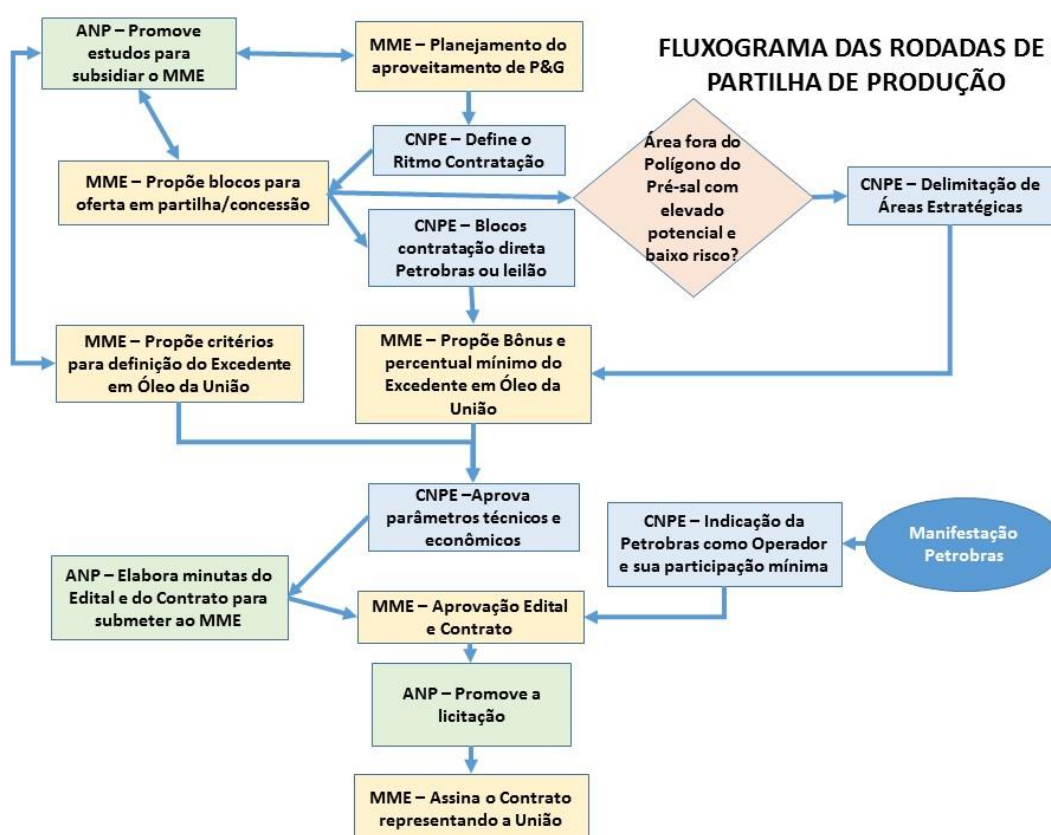 FLUXOGRAMA DAS RODADAS DE
PARTILHA DE PRODUÇÃO
ANP – Promove
estudos para
subsidiar o MME
MME – Planejamento do
aproveitamento de P&G
CNPE – Define o
Ritmo Contratação
MME – Propõe blocos para
oferta em partilha/concessão
Área fora do
Polígono do
Pré-sal com
elevado
potencial e
baixo risco?
CNPE – Delimitação de
Áreas Estratégicas
CNPE – Blocos
contratação direta
Petrobras ou leilão
MME – Propõe critérios
para definição do Excedente
em Óleo da União
MME – Propõe Bônus e
percentual mínimo do
Excedente em Óleo da
União
CNPE –Aprova
parâmetros técnicos e
econômicos
CNPE – Indicação da
Petrobras como Operador
e sua participação mínima
Manifestação
Petrobras
ANP – Elabora minutas do
Edital e do Contrato para
submeter ao MME
MME – Aprovação Edital
e Contrato
ANP – Promove a
licitação
MME – Assina o Contrato
representando a União